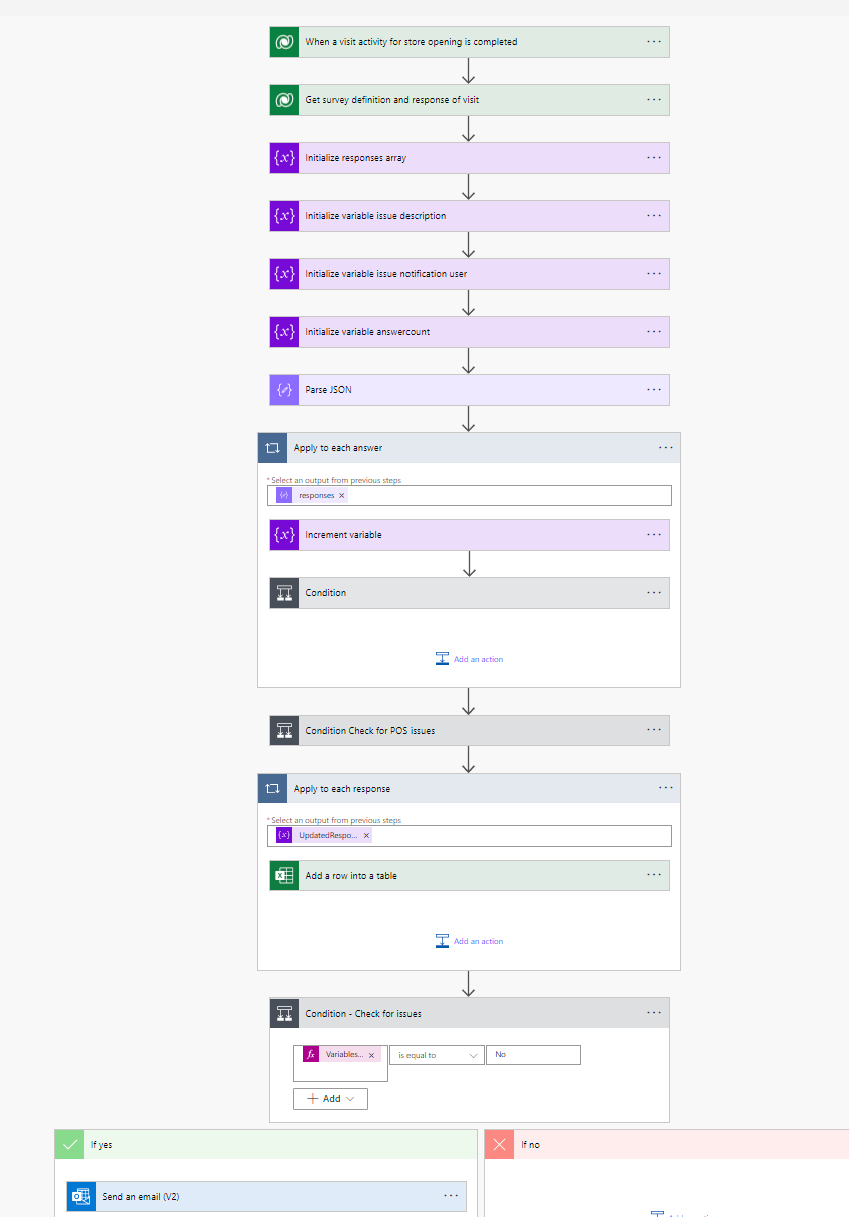 When a visit activity for store opening is completed
Get survey definition and response of visit
Initialize responses array
Initialize variable issue description
Initialize variable issue notification user
Initialize variable answercount
Parse JSON
Apply to each answer
* Select an output from previous steps
responses
Increment variable
Condition
Add an action
Condition Check for POS issues
Apply to each response
* Select an output from previous steps
UpdatedRespo...
Add a row into a table
Add an action
Condition - Check for issues
Variables... is equal to No
Add
If yes
If no
Send an email (V2)